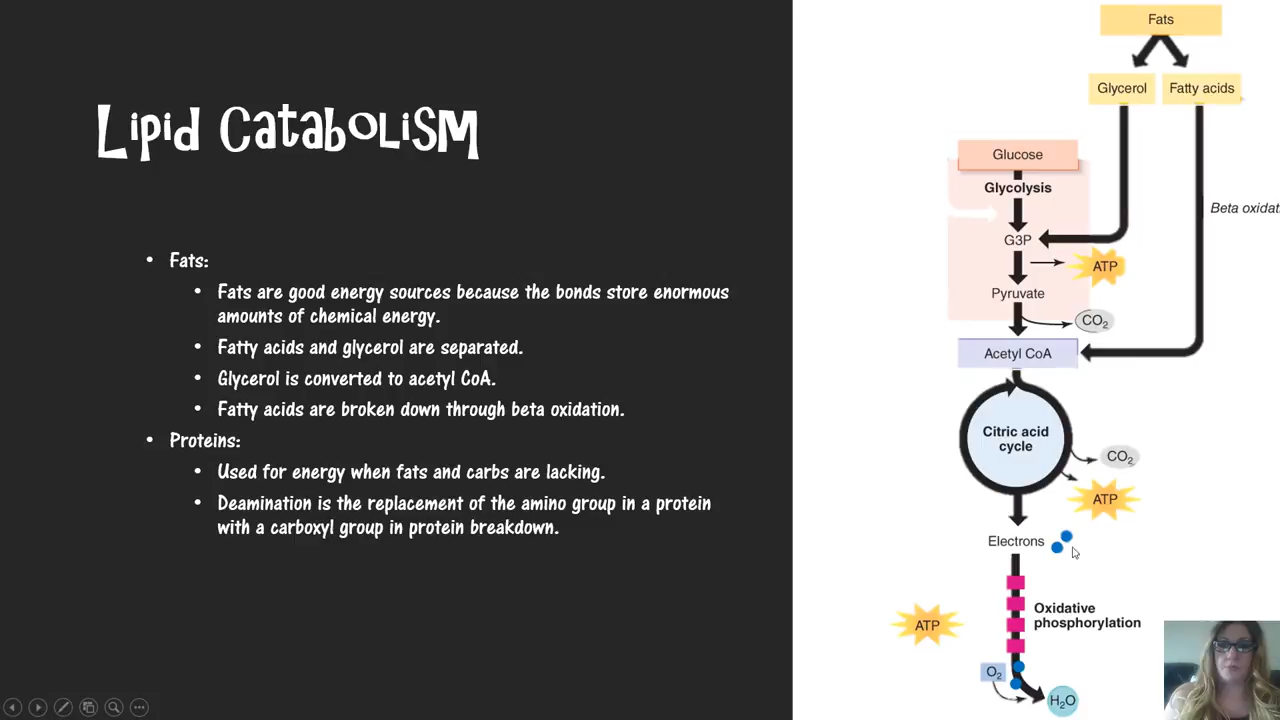 Lipid Catabolism
• Fats:
• Fats are good energy sources because the bonds store enormous
amounts of chemical energy.
• Fatty acids and glycerol are separated.
• Glycerol is converted to acetyl CoA.
• Fatty acids are broken down through beta oxidation.
• Proteins:
• Used for energy when fats and carbs are lacking.
• Deamination is the replacement of the amino group in a protein
with a carboxyl group in protein breakdown.
Fats
Glycerol
Fatty acids
Glucose
Glycolysis
Beta oxidat
G3P
ATP
Pyruvate
CO₂
Acetyl CoA
Citric acid
cycle
CO₂
ATP
Electrons
Oxidative
phosphorylation
ATP
O₂
H₂O